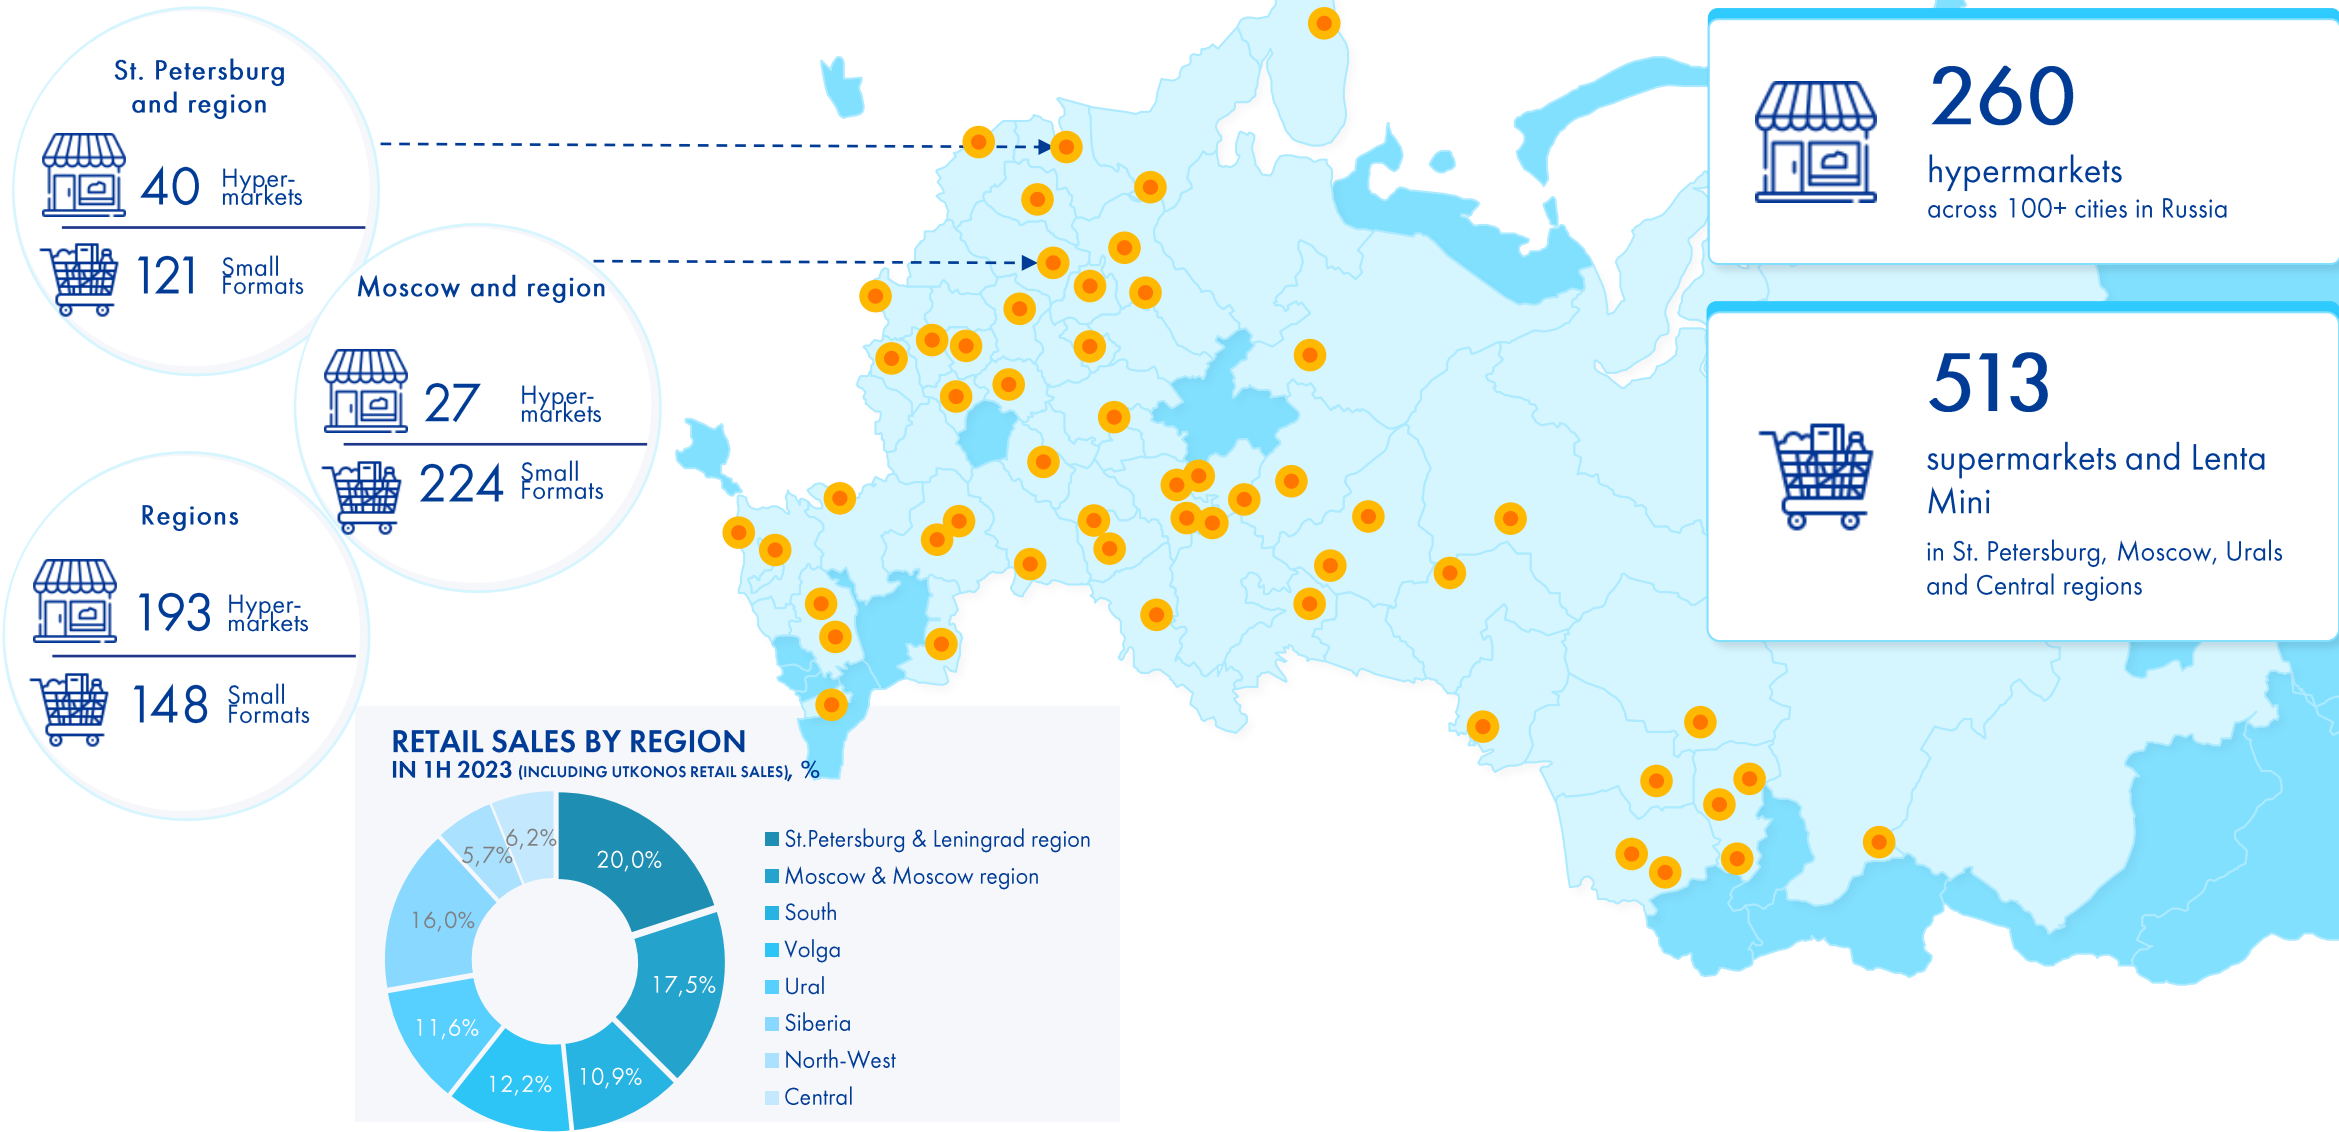 St. Petersburg
and region
40
Hyper-
markets
121
Small
Formats
Moscow and region
27
Hyper-
markets
224
Small
Formats
Regions
193
Hyper-
markets
148
Small
Formats
260
hypermarkets
across 100+ cities in Russia
513
supermarkets and Lenta
Mini
in St. Petersburg, Moscow, Urals
and Central regions
RETAIL SALES BY REGION
IN 1H 2023 (INCLUDING UTKONOS RETAIL SALES), %
20,0%
17,5%
10,9%
12,2%
11,6%
16,0%
5,7%
6,2%
St.Petersburg & Leningrad region
Moscow & Moscow region
South
Volga
Ural
Siberia
North-West
Central